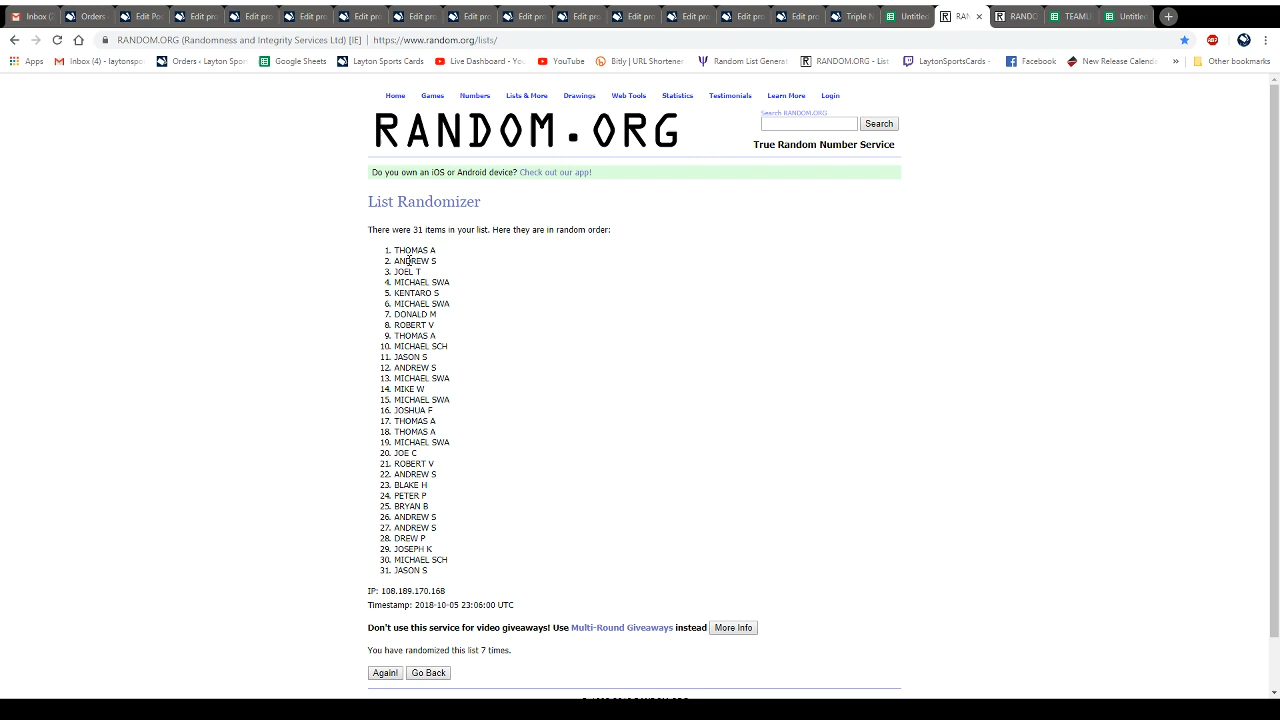 Inbox (2
Orders ‹
Edit Po
Edit pro
Edit pro
Edit pro
Edit pro
Edit pro
Edit pro
Edit pro
Edit pro
Edit pro
Edit pro
Edit pro
Edit pro
Triple N
Untitled
RAN
RANDO
TEAMU
Untitled
RANDOM.ORG (Randomness and Integrity Services Ltd) [IE] | https://www.random.org/lists/
Apps
Inbox (4) - laytonspo
Orders ‹ Layton Spor
Google Sheets
Layton Sports Cards
Live Dashboard - Yo
YouTube
Bitly | URL Shortener
Random List Generat
RANDOM.ORG - List
LaytonSportsCards -
Facebook
New Release Calend
»
Other bookmarks
Home Games Numbers Lists & More Drawings Web Tools Statistics Testimonials Learn More Login
RANDOM.ORG
Search RANDOM.ORG
Search
True Random Number Service
Do you own an iOS or Android device? Check out our app!
List Randomizer
There were 31 items in your list. Here they are in random order:
1. THOMAS A
2. ANDREW S
3. JOEL T
4. MICHAEL SWA
5. KENTARO S
6. MICHAEL SWA
7. DONALD M
8. ROBERT V
9. THOMAS A
10. MICHAEL SCH
11. JASON S
12. ANDREW S
13. MICHAEL SWA
14. MIKE W
15. MICHAEL SWA
16. JOSHUA F
17. THOMAS A
18. THOMAS A
19. MICHAEL SWA
20. JOE C
21. ROBERT V
22. ANDREW S
23. BLAKE H
24. PETER P
25. BRYAN B
26. ANDREW S
27. ANDREW S
28. DREW P
29. JOSEPH K
30. MICHAEL SCH
31. JASON S
IP: 108.189.170.168
Timestamp: 2018-10-05 23:06:00 UTC
Don't use this service for video giveaways! Use Multi-Round Giveaways instead More Info
You have randomized this list 7 times.
Again! Go Back